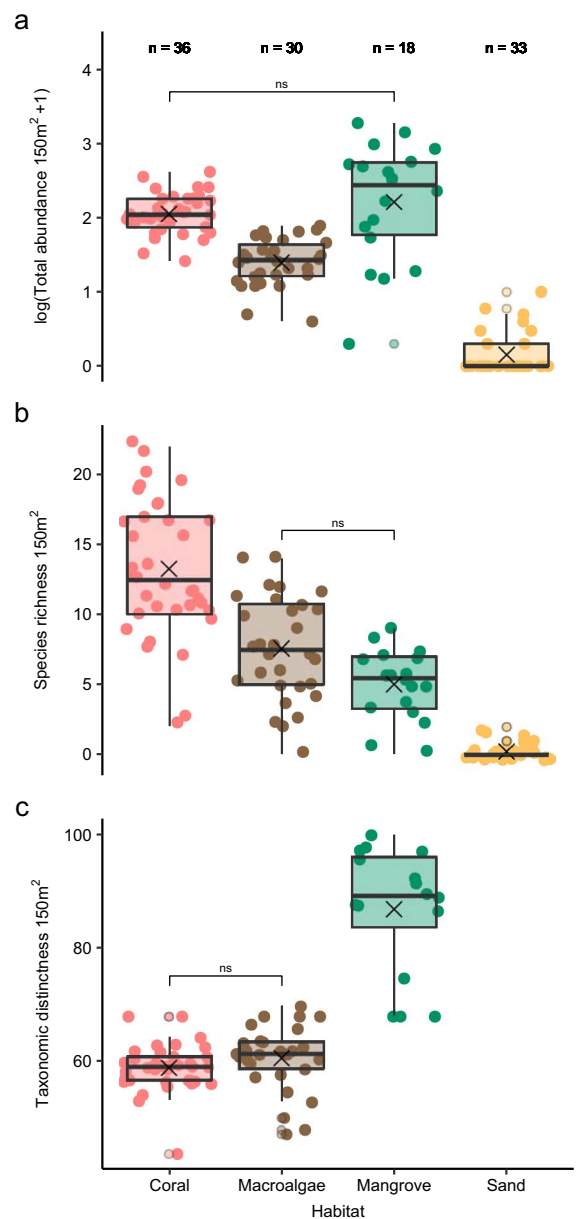 a
n = 36 n = 30 n = 18 n = 33
log(Total abundance 150m²+1)
4
3
2
1
0
ns
b
Species richness 150m²
20
15
10
5
0
ns
c
Taxonomic distinctness 150m²
100
80
60
ns
Coral Macroalgae Mangrove Sand
Habitat